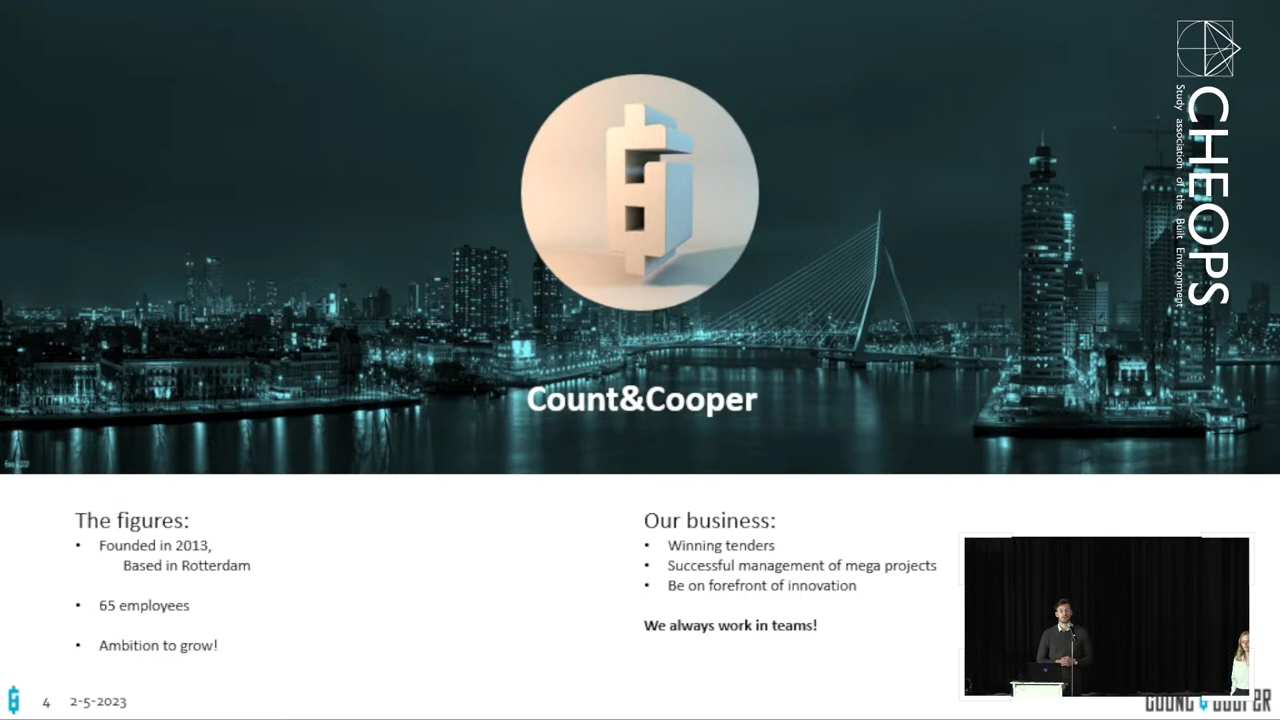 CHEOPS
Study association of the Built Environment
Count&Cooper
The figures:
• Founded in 2013,
Based in Rotterdam
• 65 employees
• Ambition to grow!
Our business:
• Winning tenders
• Successful management of mega projects
• Be on forefront of innovation
We always work in teams!
4 2-5-2023